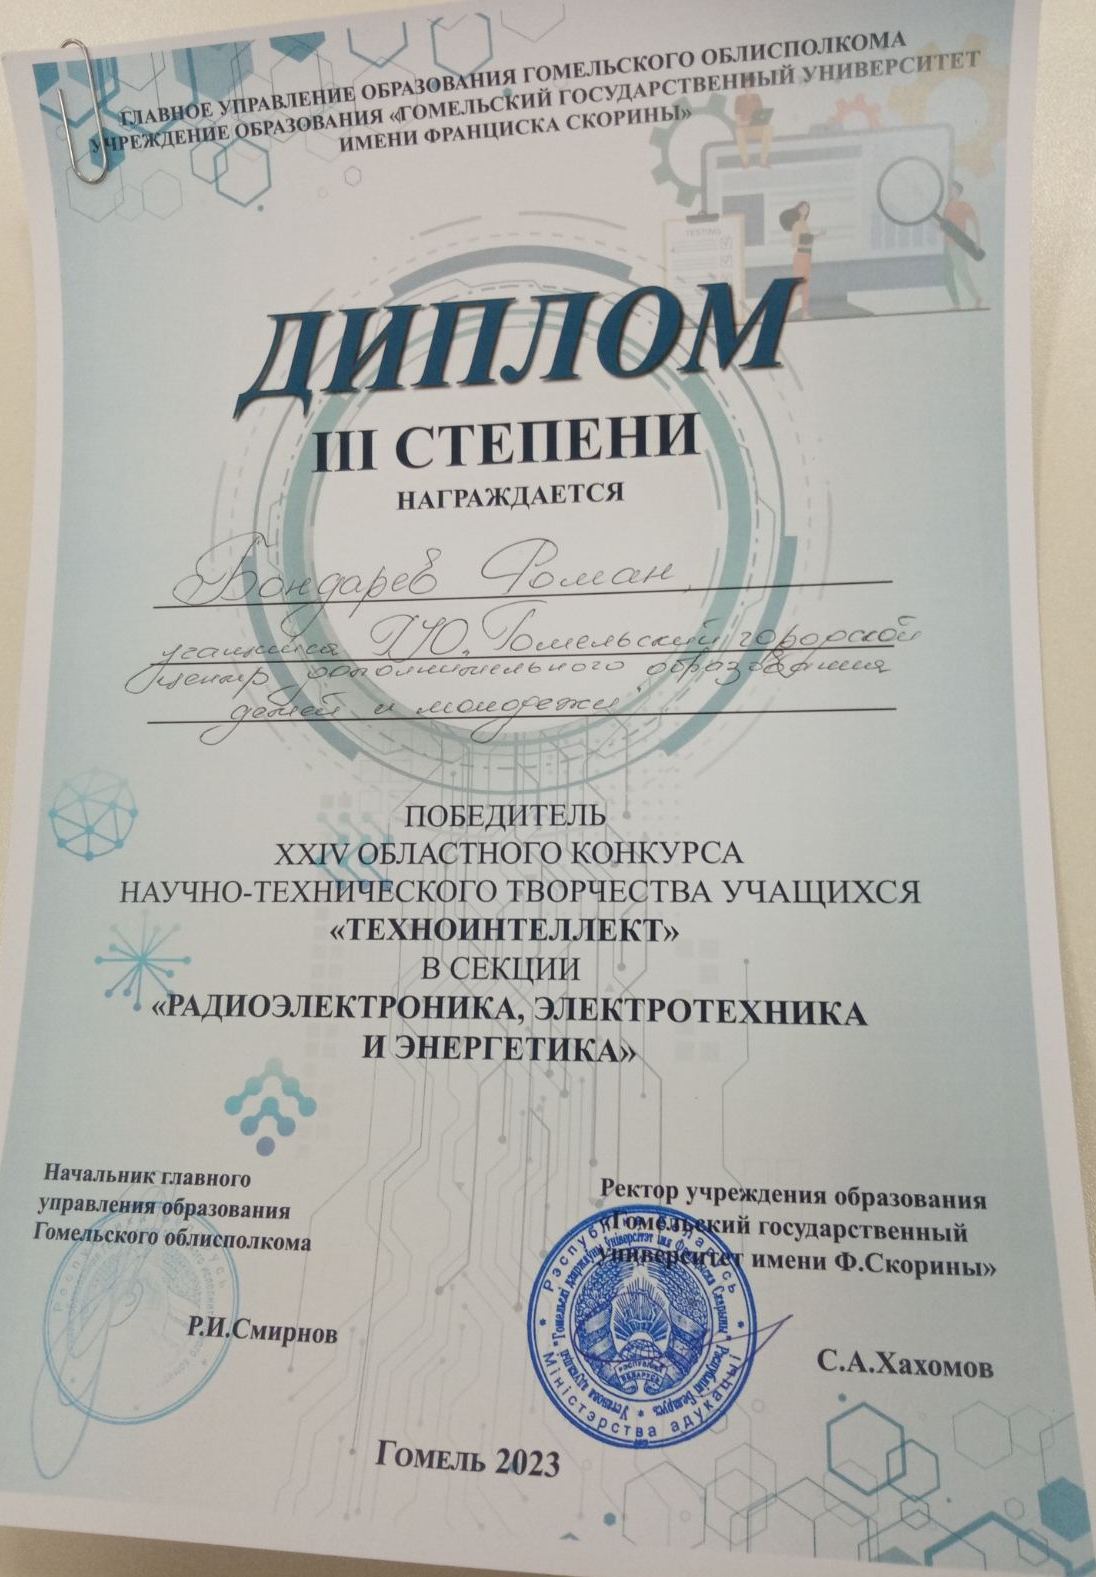 ГЛАВНОЕ УПРАВЛЕНИЕ ОБРАЗОВАНИЯ ГОМЕЛЬСКОГО ОБЛИСПОЛКОМА
УЧРЕЖДЕНИЕ ОБРАЗОВАНИЯ «ГОМЕЛЬСКИЙ ГОСУДАРСТВЕННЫЙ УНИВЕРСИТЕТ
ИМЕНИ ФРАНЦИСКА СКОРИНЫ»
TESTING
ДИПЛОМ
III СТЕПЕНИ
НАГРАЖДАЕТСЯ
Бондарев Роман,
учащийся ГУО "Гомельский городской
центр дополнительного образования
детей и молодежи"
ПОБЕДИТЕЛЬ
XXIV ОБЛАСТНОГО КОНКУРСА
НАУЧНО-ТЕХНИЧЕСКОГО ТВОРЧЕСТВА УЧАЩИХСЯ
«ТЕХНОИНТЕЛЛЕКТ»
В СЕКЦИИ
«РАДИОЭЛЕКТРОНИКА, ЭЛЕКТРОТЕХНИКА
И ЭНЕРГЕТИКА»
Начальник главного
управления образования
Гомельского облисполкома
Р.И.Смирнов
Ректор учреждения образования
«Гомельский государственный
университет имени Ф.Скорины»
С.А.Хахомов
Рэспубліка Беларусь
Міністэрства адукацыі
Гомель 2023